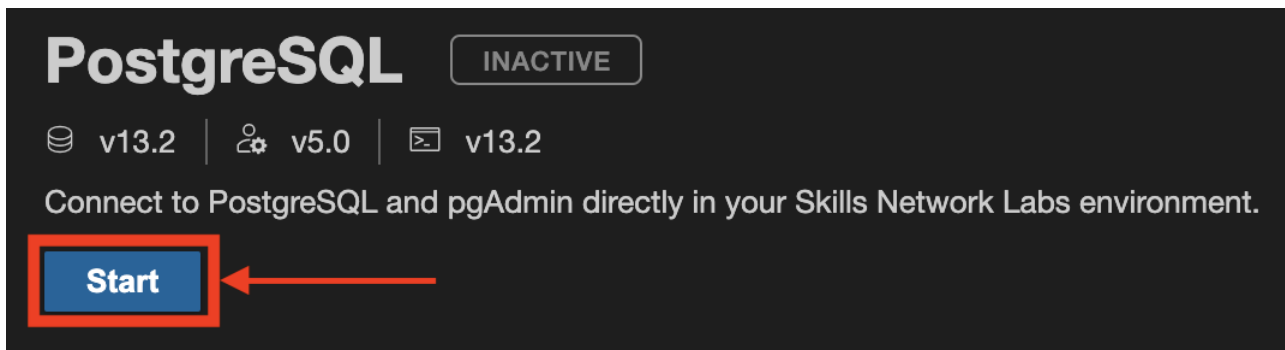 PostgreSQL INACTIVE
v13.2 v5.0 v13.2
Connect to PostgreSQL and pgAdmin directly in your Skills Network Labs environment.
Start